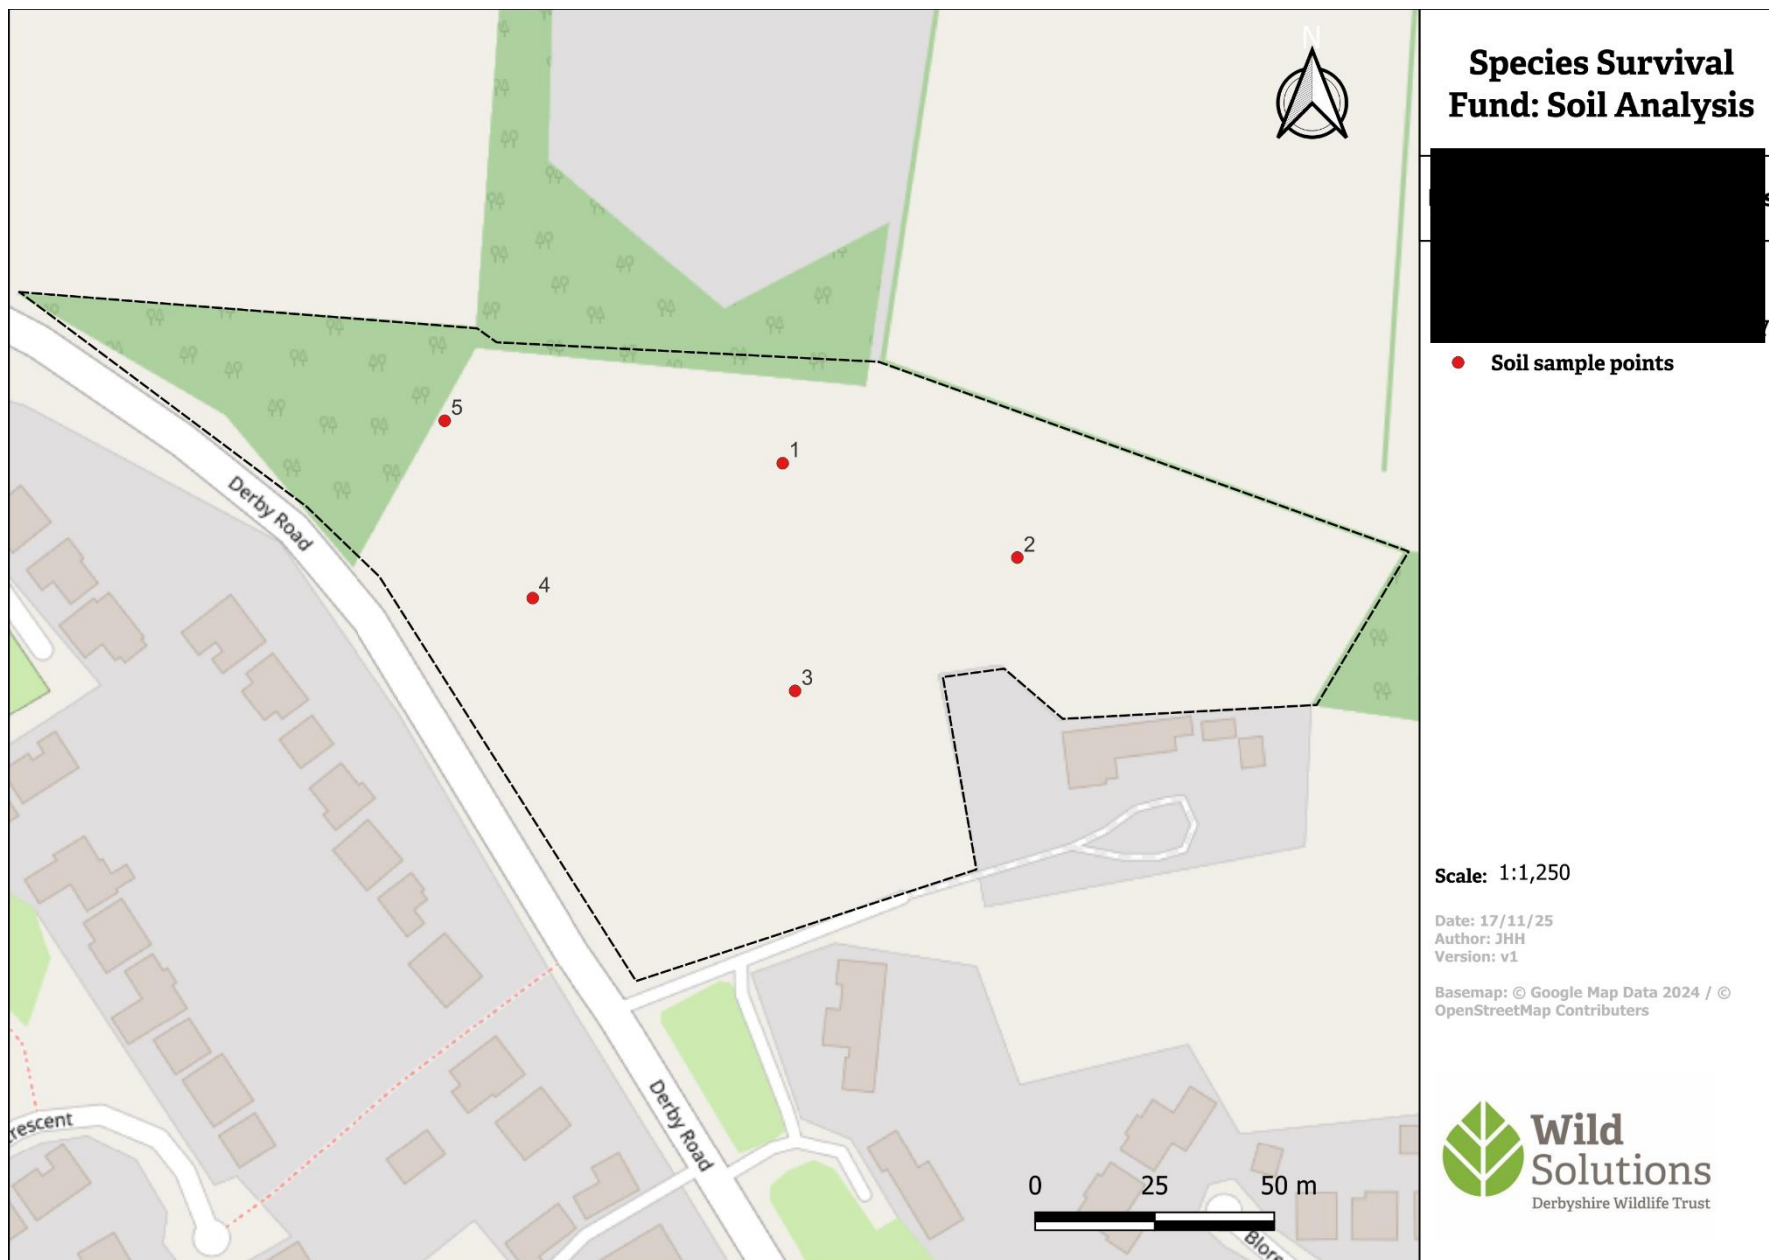 N
Species Survival
Fund: Soil Analysis
Soil sample points
5
1
2
4
3
Derby Road
Derby Road
Scale: 1:1,250
Date: 17/11/25
Author: JHH
Version: v1
Basemap: © Google Map Data 2024 / ©
OpenStreetMap Contributers
rescent
0 25 50 m
Blore
Wild
Solutions
Derbyshire Wildlife Trust